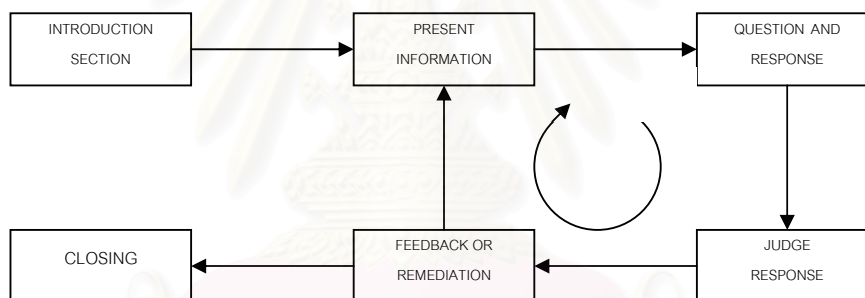 INTRODUCTION
SECTION
PRESENT
INFORMATION
QUESTION AND
RESPONSE
CLOSING
FEEDBACK OR
REMEDIATION
JUDGE
RESPONSE